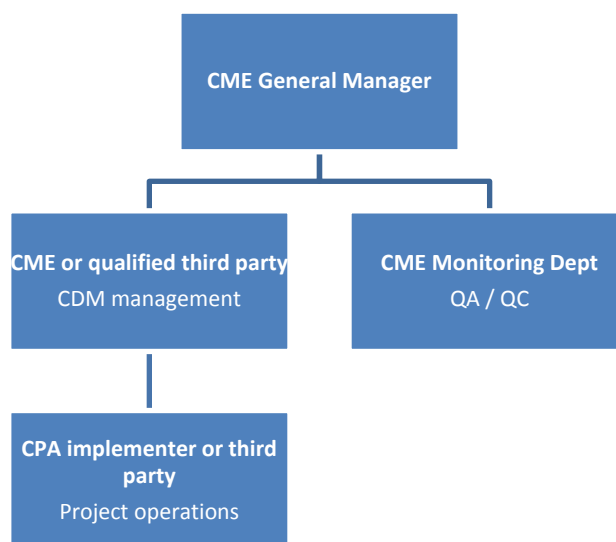 CME General Manager
CME or qualified third party
CDM management
CME Monitoring Dept
QA / QC
CPA implementer or third
party
Project operations